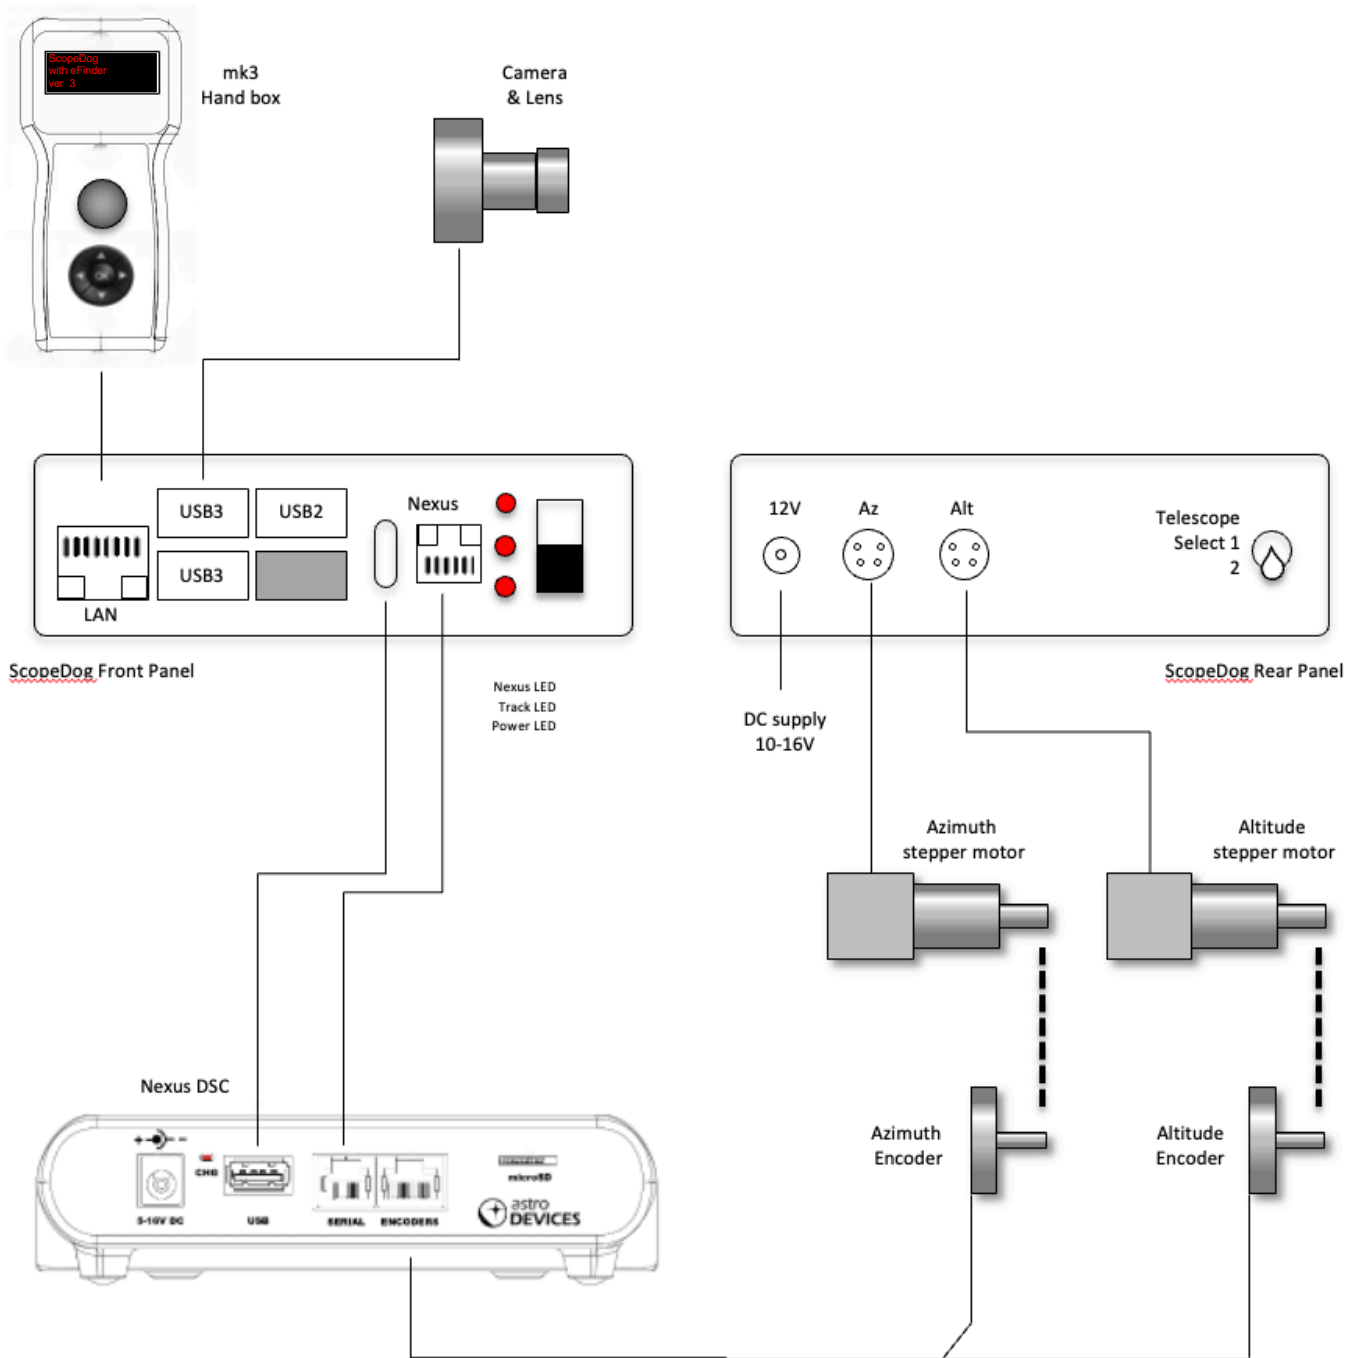 ScopeDog
with eFinder
ver 3
mk3
Hand box
Camera
& Lens
USB3
USB2
USB3
LAN
Nexus
12V
Az
Alt
Telescope
Select 1
2
ScopeDog Front Panel
ScopeDog Rear Panel
Nexus LED
Track LED
Power LED
DC supply
10-16V
Azimuth
stepper motor
Altitude
stepper motor
Nexus DSC
+ - -
CHG
5-16V DC
USB
SERIAL
ENCODERS
microSD
astro
DEVICES
Azimuth
Encoder
Altitude
Encoder
OK